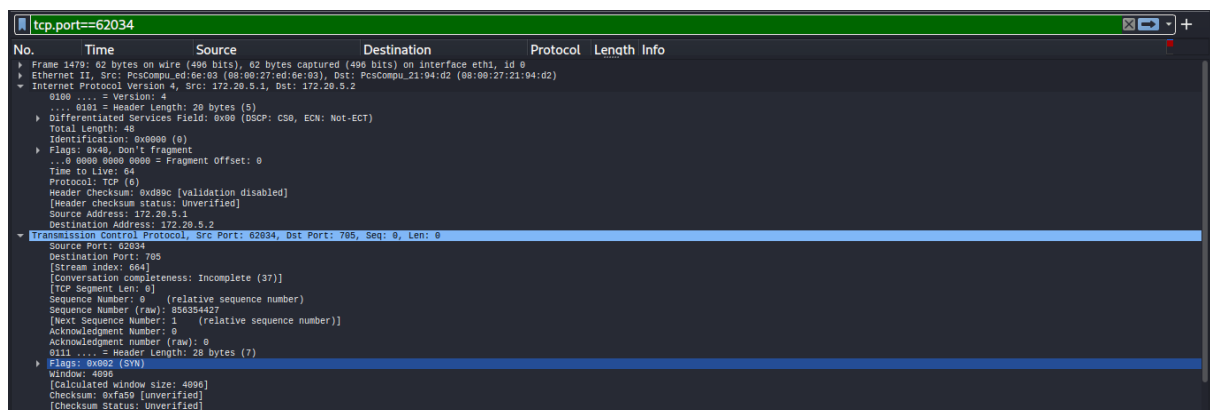 tcp.port==62034
No. Time Source Destination Protocol Length Info
Frame 1479: 62 bytes on wire (496 bits), 62 bytes captured (496 bits) on interface eth1, id 0
Ethernet II, Src: PcsCompu_ed:6e:03 (08:00:27:ed:6e:03), Dst: PcsCompu_21:94:d2 (08:00:27:21:94:d2)
Internet Protocol Version 4, Src: 172.20.5.1, Dst: 172.20.5.2
0100 .... = Version: 4
.... 0101 = Header Length: 20 bytes (5)
Differentiated Services Field: 0x00 (DSCP: CS0, ECN: Not-ECT)
Total Length: 48
Identification: 0x0000 (0)
Flags: 0x40, Don't fragment
...0 0000 0000 0000 = Fragment Offset: 0
Time to Live: 64
Protocol: TCP (6)
Header Checksum: 0xd89c [validation disabled]
[Header checksum status: Unverified]
Source Address: 172.20.5.1
Destination Address: 172.20.5.2
Transmission Control Protocol, Src Port: 62034, Dst Port: 705, Seq: 0, Len: 0
Source Port: 62034
Destination Port: 705
[Stream index: 664]
[Conversation completeness: Incomplete (37)]
[TCP Segment Len: 0]
Sequence Number: 0 (relative sequence number)
Sequence Number (raw): 856354427
[Next Sequence Number: 1 (relative sequence number)]
Acknowledgment Number: 0
Acknowledgment number (raw): 0
0111 .... = Header Length: 28 bytes (7)
Flags: 0x002 (SYN)
Window: 4096
[Calculated window size: 4096]
Checksum: 0xfa59 [unverified]
[Checksum Status: Unverified]